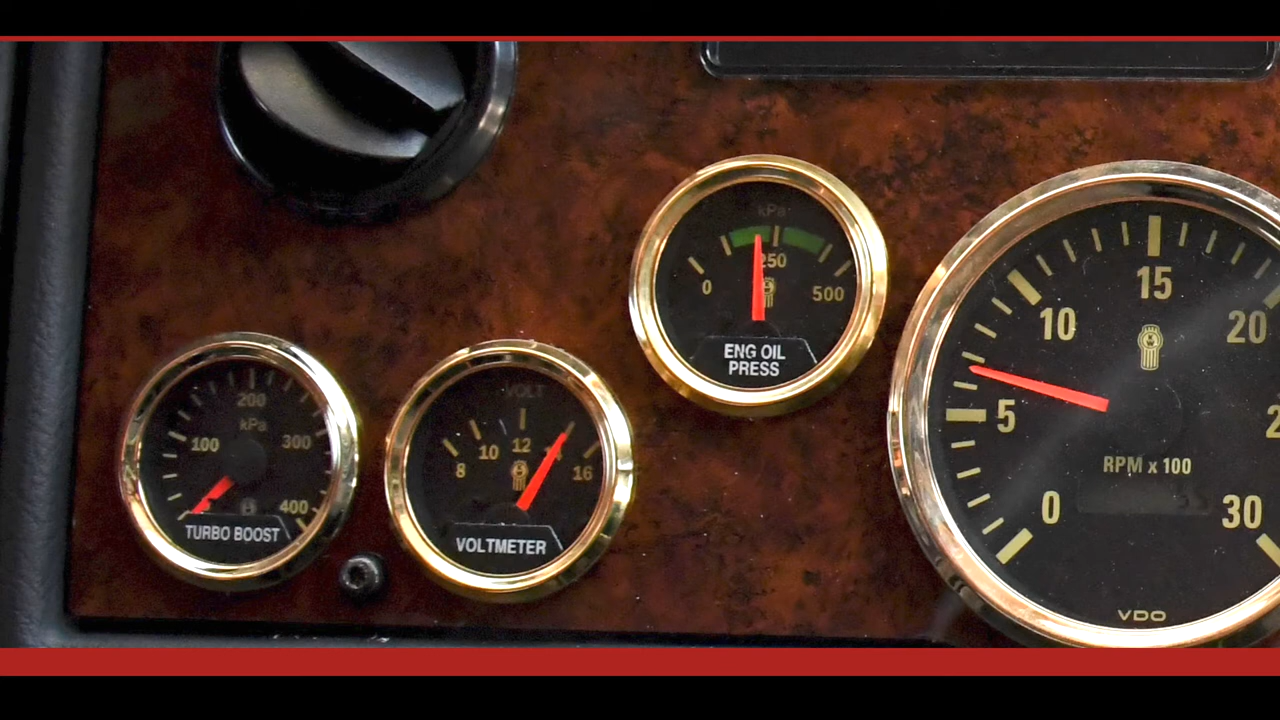 kPa
250
0
500
ENG OIL
PRESS
200
kPa
100
300
400
TURBO BOOST
VOLT
8
10
12
16
VOLTMETER
15
10
20
5
RPM x 100
0
30
VDO